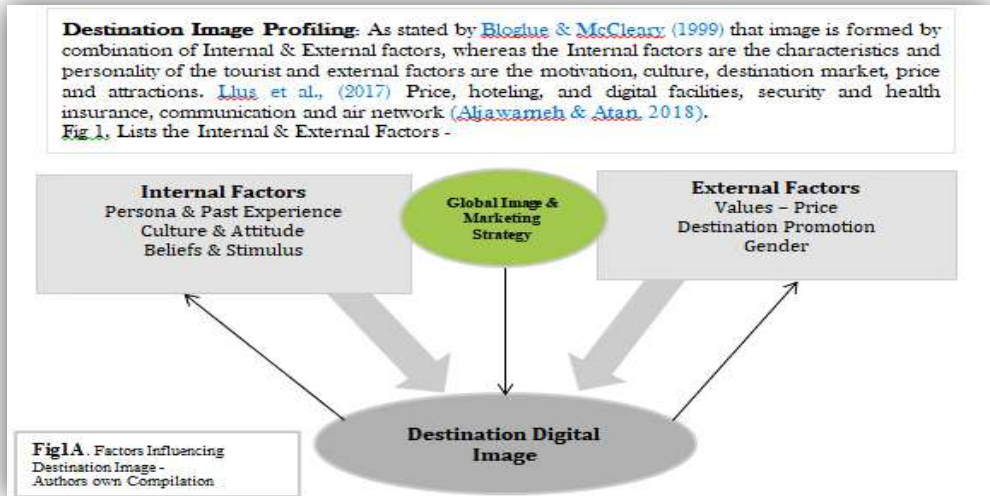 Destination Image Profiling: As stated by Bloglue & McCleary (1999) that image is formed by
combination of Internal & External factors, whereas the Internal factors are the characteristics and
personality of the tourist and external factors are the motivation, culture, destination market, price
and attractions. Llus et al., (2017) Price, hoteling, and digital facilities, security and health
insurance, communication and air network (Aljawameh & Atan, 2018).
Fig 1, Lists the Internal & External Factors -
Internal Factors
Persona & Past Experience
Culture & Attitude
Beliefs & Stimulus
Global Image &
Marketing
Strategy
External Factors
Values – Price
Destination Promotion
Gender
Destination Digital
Image
Fig1A. Factors Influencing
Destination Image -
Authors own Compilation